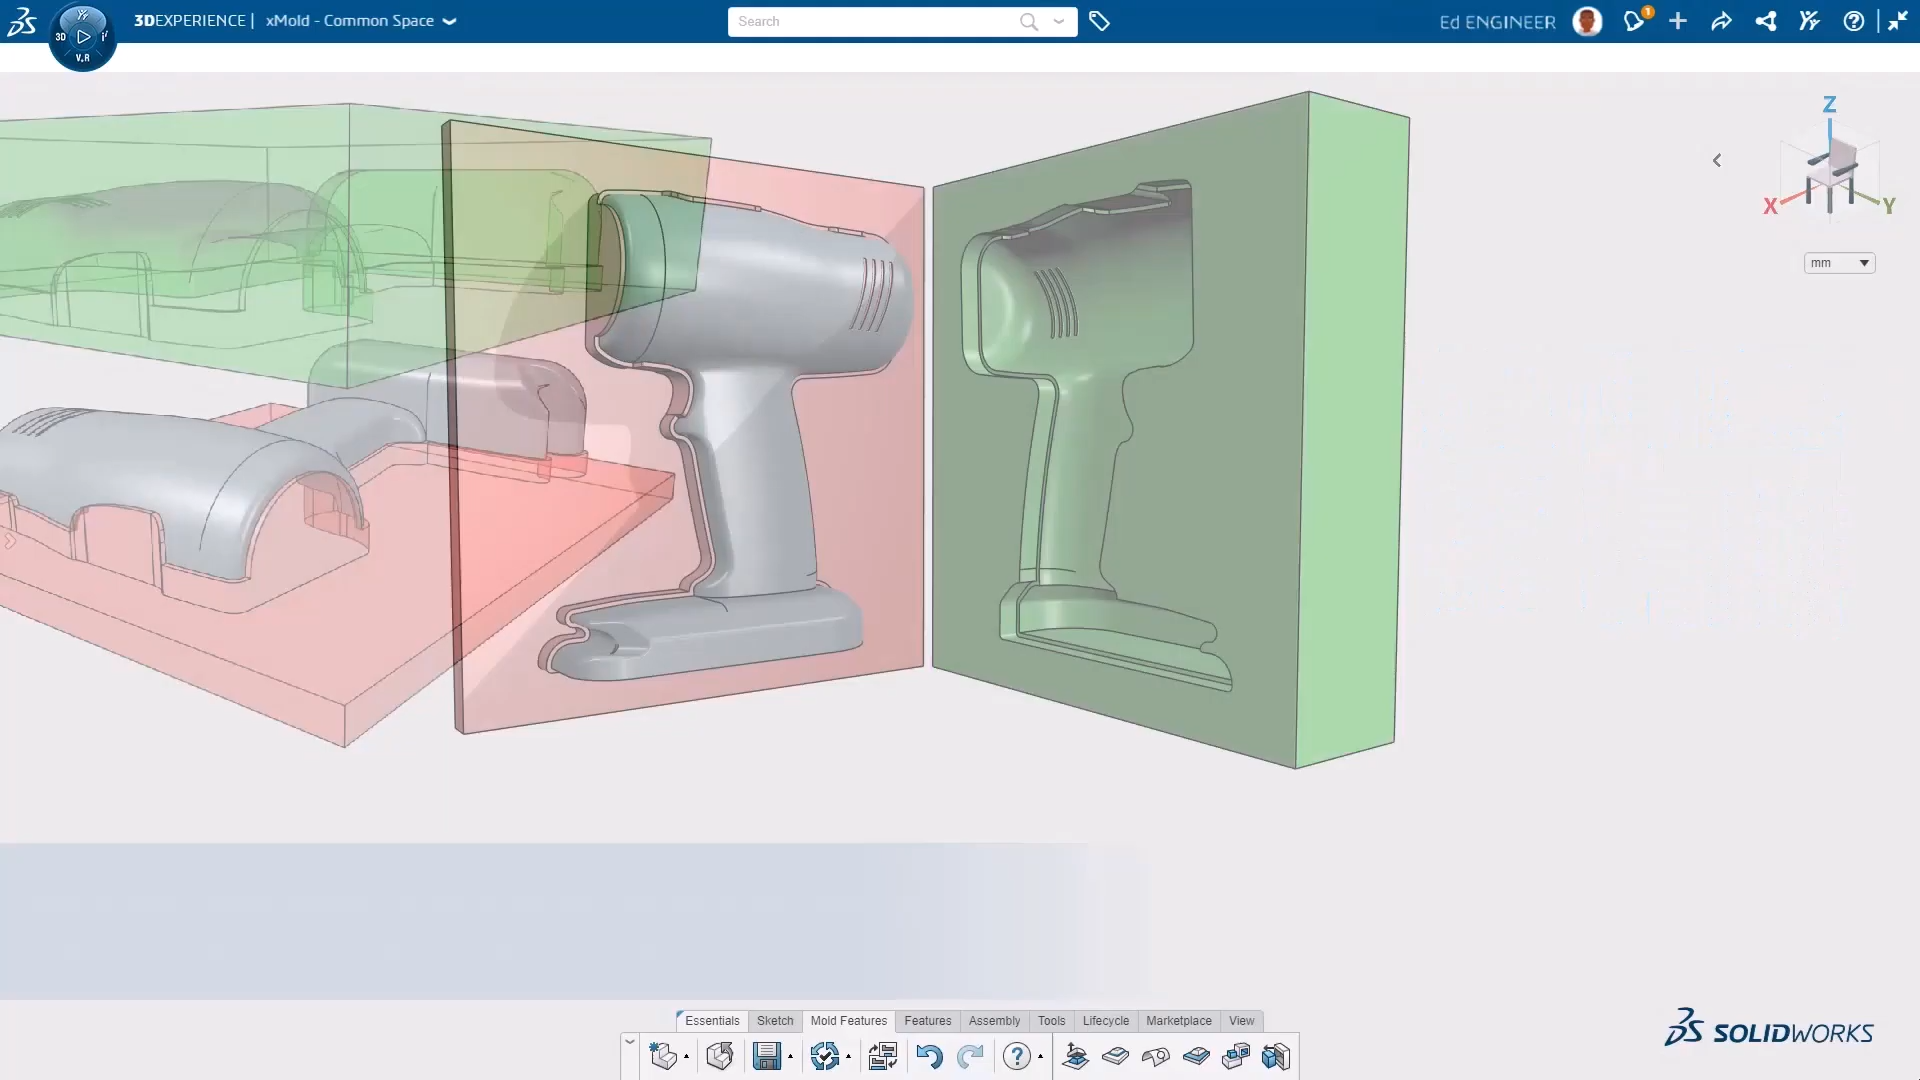 3DEXPERIENCE | xMold - Common Space
Search
Ed ENGINEER
1
3D
i
V.R
Z
X
Y
mm
Essentials
Sketch
Mold Features
Features
Assembly
Tools
Lifecycle
Marketplace
View
SOLIDWORKS